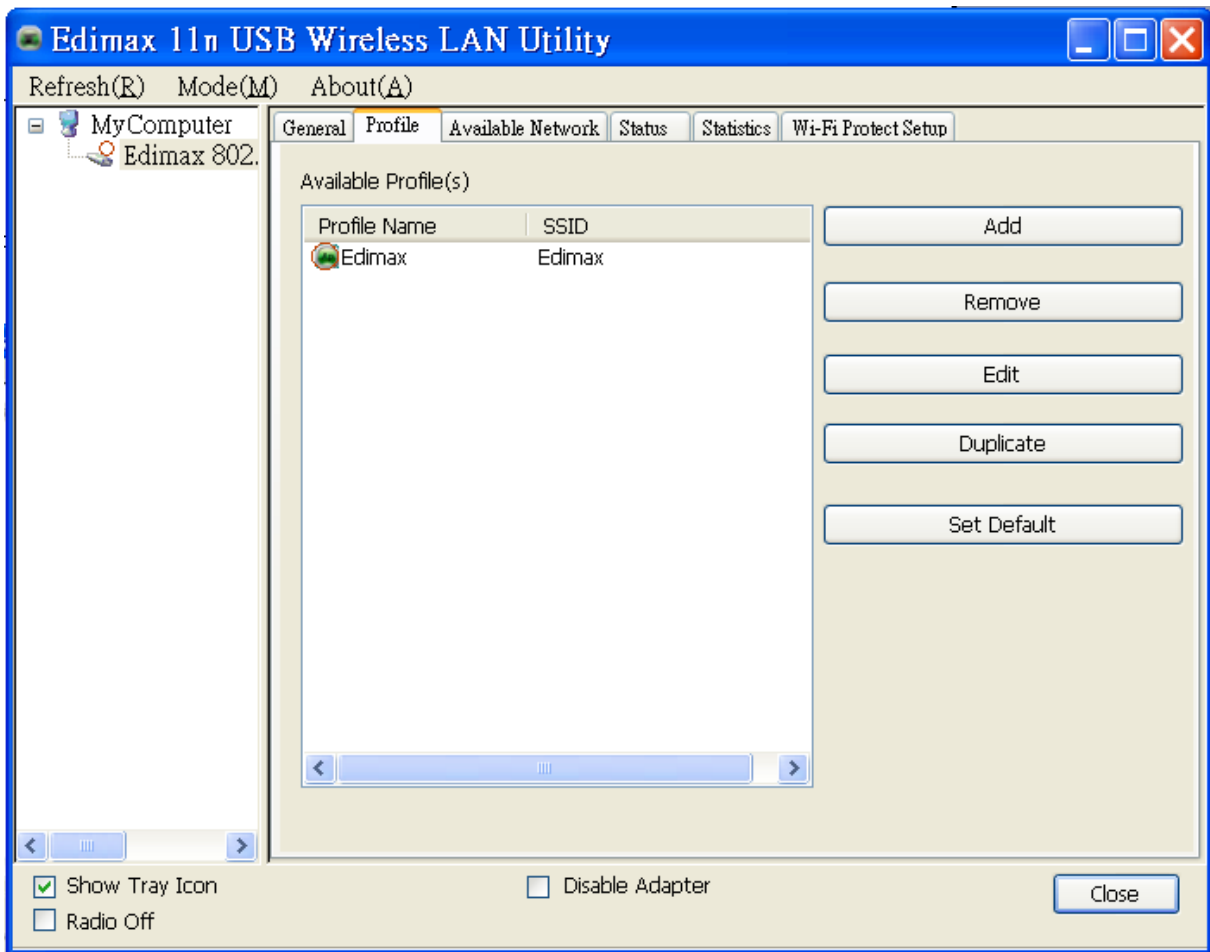 Edimax 11n USB Wireless LAN Utility
Refresh(R) Mode(M) About(A)
MyComputer
Edimax 802.
General Profile Available Network Status Statistics Wi-Fi Protect Setup
Available Profile(s)
Profile Name SSID
Edimax Edimax
Add
Remove
Edit
Duplicate
Set Default
Show Tray Icon
Radio Off
Disable Adapter
Close